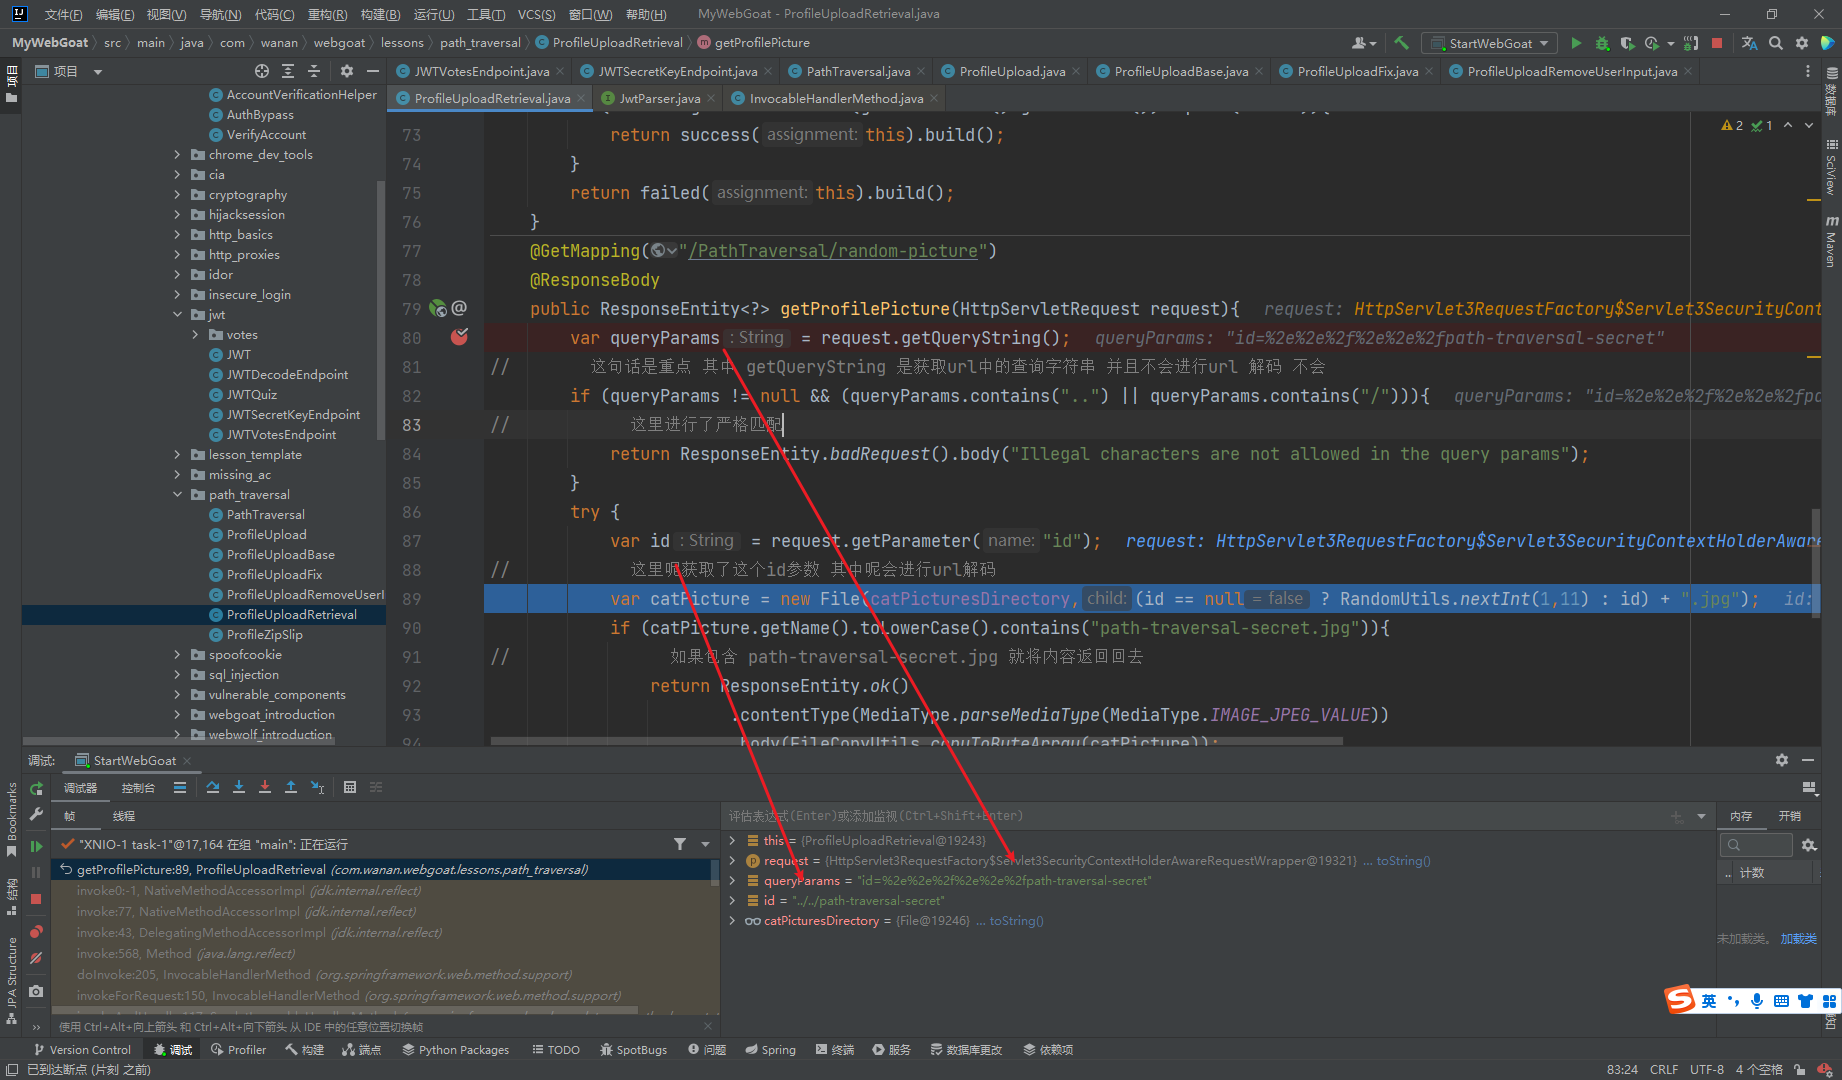 文件(F) 编辑(E) 视图(V) 导航(N) 代码(C) 重构(R) 构建(B) 运行(U) 工具(T) VCS(S) 窗口(W) 帮助(H) MyWebGoat - ProfileUploadRetrieval.java
MyWebGoat src main java com wanan webgoat lessons path_traversal ProfileUploadRetrieval getProfilePicture StartWebGoat
项目
JWTVotesEndpoint.java JWTSecretKeyEndpoint.java PathTraversal.java ProfileUpload.java ProfileUploadBase.java ProfileUploadFix.java ProfileUploadRemoveUserInput.java
ProfileUploadRetrieval.java JwtParser.java InvocableHandlerMethod.java
项目
AccountVerificationHelper
AuthBypass
VerifyAccount
chrome_dev_tools
cia
cryptography
hijacksession
http_basics
http_proxies
idor
insecure_login
jwt
votes
JWT
JWTDecodeEndpoint
JWTQuiz
JWTSecretKeyEndpoint
JWTVotesEndpoint
lesson_template
missing_ac
path_traversal
PathTraversal
ProfileUpload
ProfileUploadBase
ProfileUploadFix
ProfileUploadRemoveUserI
ProfileUploadRetrieval
ProfileZipSlip
spoofcookie
sql_injection
vulnerable_components
webgoat_introduction
webwolf_introduction
2 1
73 return success( assignment: this).build();
74 }
75 return failed( assignment: this).build();
76 }
77 @GetMapping("/PathTraversal/random-picture")
78 @ResponseBody
79 @ public ResponseEntity<?> getProfilePicture(HttpServletRequest request){ request: HttpServlet3RequestFactory$Servlet3SecurityCont
80 var queryParams : String = request.getQueryString(); queryParams: "id=%2e%2e%2f%2e%2e%2fpath-traversal-secret"
81 // 这句话是重点 其中 getQueryString 是获取url中的查询字符串 并且不会进行url 解码 不会
82 if (queryParams != null && (queryParams.contains("..") || queryParams.contains("/"))){ queryParams: "id=%2e%2e%2f%2e%2e%2fpa
83 // 这里进行了严格匹配
84 return ResponseEntity.badRequest().body("Illegal characters are not allowed in the query params");
85 }
86 try {
87 var id : String = request.getParameter( name: "id"); request: HttpServlet3RequestFactory$Servlet3SecurityContextHolderAware
88 // 这里呢获取了这个id参数 其中呢会进行url解码
89 var catPicture = new File(catPicturesDirectory, child: (id == null = false ? RandomUtils.nextInt(1,11) : id) + ".jpg"); id:
90 if (catPicture.getName().toLowerCase().contains("path-traversal-secret.jpg")){
91 // 如果包含 path-traversal-secret.jpg 就将内容返回回去
92 return ResponseEntity.ok()
93 .contentType(MediaType.parseMediaType(MediaType.IMAGE_JPEG_VALUE))
94 .body(FileCopyUtils.copyToByteArray(catPicture));
数据库
SciView
Maven
调试: StartWebGoat
调试器 控制台
帧 线程
"XNIO-1 task-1"@17,164 在组 "main": 正在运行
getProfilePicture:89, ProfileUploadRetrieval (com.wanan.webgoat.lessons.path_traversal)
invoke0:-1, NativeMethodAccessorImpl (jdk.internal.reflect)
invoke:77, NativeMethodAccessorImpl (jdk.internal.reflect)
invoke:43, DelegatingMethodAccessorImpl (jdk.internal.reflect)
invoke:568, Method (java.lang.reflect)
doInvoke:205, InvocableHandlerMethod (org.springframework.web.method.support)
invokeForRequest:150, InvocableHandlerMethod (org.springframework.web.method.support)
使用 Ctrl+Alt+向上箭头 和 Ctrl+Alt+向下箭头 从 IDE 中的任意位置切换帧
评估表达式(Enter)或添加监视(Ctrl+Shift+Enter)
this = {ProfileUploadRetrieval@19243}
request = {HttpServlet3RequestFactory$Servlet3SecurityContextHolderAwareRequestWrapper@19321} ... toString()
queryParams = "id=%2e%2e%2f%2e%2e%2fpath-traversal-secret"
id = "../../path-traversal-secret"
catPicturesDirectory = {File@19246} ... toString()
内存 开销
.. 计数
未加载类。 加载类
Bookmarks
结构
JPA Structure
英
Version Control 调试 Profiler 构建 端点 Python Packages TODO SpotBugs 问题 Spring 终端 服务 数据库更改 依赖项
已到达断点 (片刻 之前) 83:24 CRLF UTF-8 4 个空格